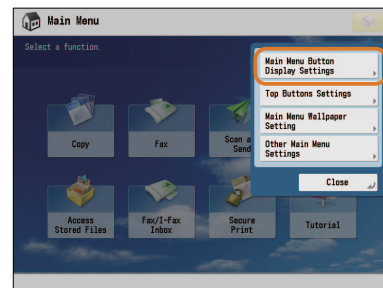 Main Menu
Select a function.
Main Menu Button
Display Settings
Top Buttons Settings
Main Menu Wallpaper
Setting
Other Main Menu
Settings
Close
Copy
Fax
Scan a
Send
Access
Stored Files
Fax/I-Fax
Inbox
Secure
Print
Tutorial